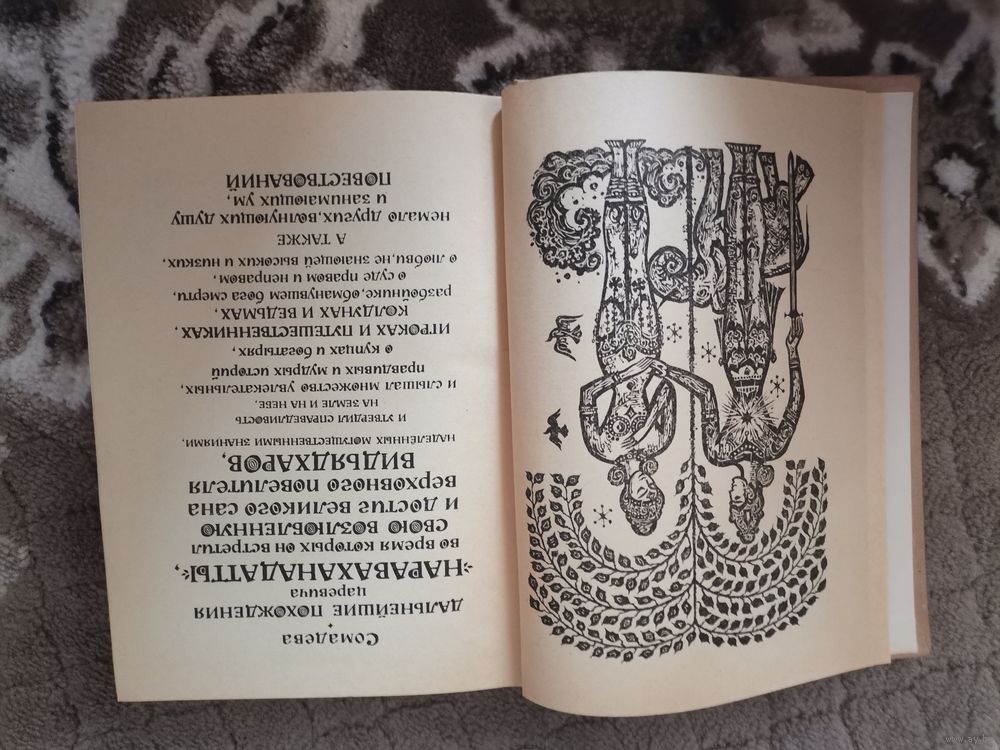 Сомадева
ДАЛЬНЕЙШИЕ ПОХОЖДЕНИЯ
царевича
НАРАВАХАНАДАТТЫ,
во время которых он встретил
СВОЮ ВОЗЛЮБЛЕННУЮ
И ДОСТИГ ВЕЛИКОГО САНА
ВЕРХОВНОГО ПОВЕЛИТЕЛЯ
ВИДЬЯДХАРОВ,
НАДЕЛЁННЫХ МОГУЩЕСТВЕННЫМИ ЗНАНИЯМИ,
И УТВЕРДИЛ СПРАВЕДЛИВОСТЬ
НА ЗЕМЛЕ И НА НЕБЕ,
и слышал множество увлекательных,
правдивых и мудрых историй
о купцах и богатырях,
ИГРОКАХ И ПУТЕШЕСТВЕННИКАХ,
КОЛДУНАХ И ВЕДЬМАХ,
разбойнике, обманувшем бога смерти,
о суде правом и неправом,
о любви, не знающей высоких и низких,
А ТАКЖЕ
немало других, волнующих душу
и занимающих ум,
ПОВЕСТВОВАНИЙ
www.ay.by